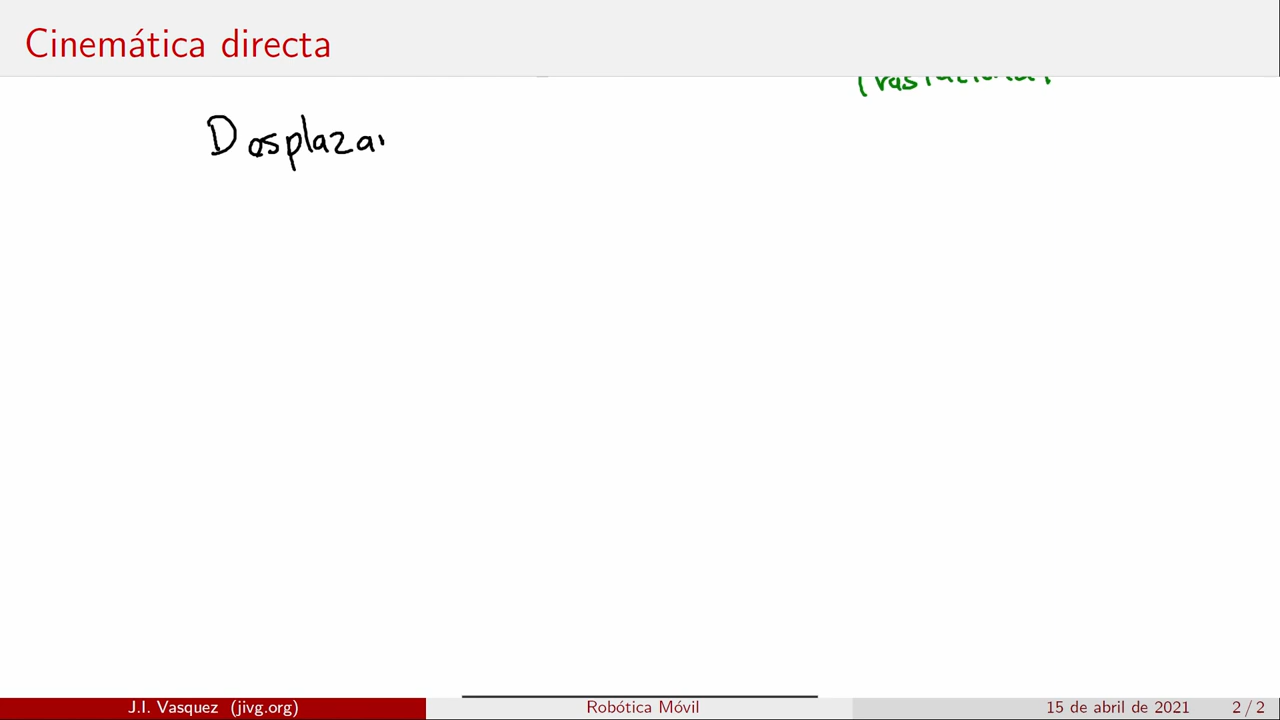 Cinemática directa
Desplaza
J.I. Vasquez (jivg.org) Robótica Móvil 15 de abril de 2021 2 / 2